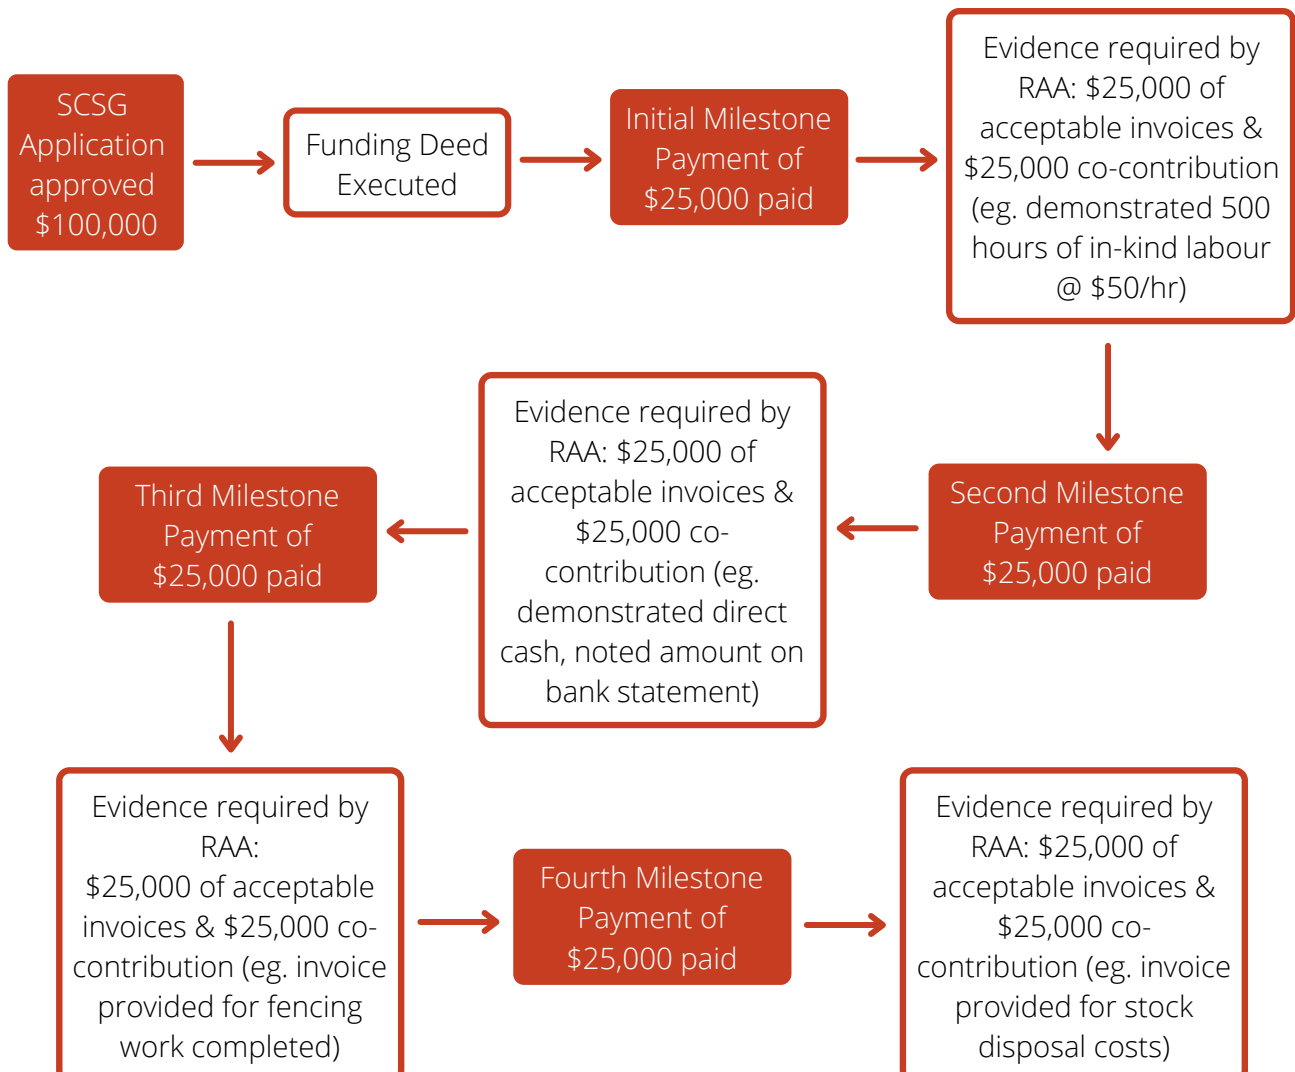 SCSG
Application
approved
$100,000
Funding Deed
Executed
Initial Milestone
Payment of
$25,000 paid
Evidence required by
RAA: $25,000 of
acceptable invoices &
$25,000 co-contribution
(eg. demonstrated 500
hours of in-kind labour
@ $50/hr)
Second Milestone
Payment of
$25,000 paid
Evidence required by
RAA: $25,000 of
acceptable invoices &
$25,000 co-
contribution (eg.
demonstrated direct
cash, noted amount on
bank statement)
Third Milestone
Payment of
$25,000 paid
Evidence required by
RAA:
$25,000 of acceptable
invoices & $25,000 co-
contribution (eg. invoice
provided for fencing
work completed)
Fourth Milestone
Payment of
$25,000 paid
Evidence required by
RAA: $25,000 of
acceptable invoices &
$25,000 co-
contribution (eg. invoice
provided for stock
disposal costs)